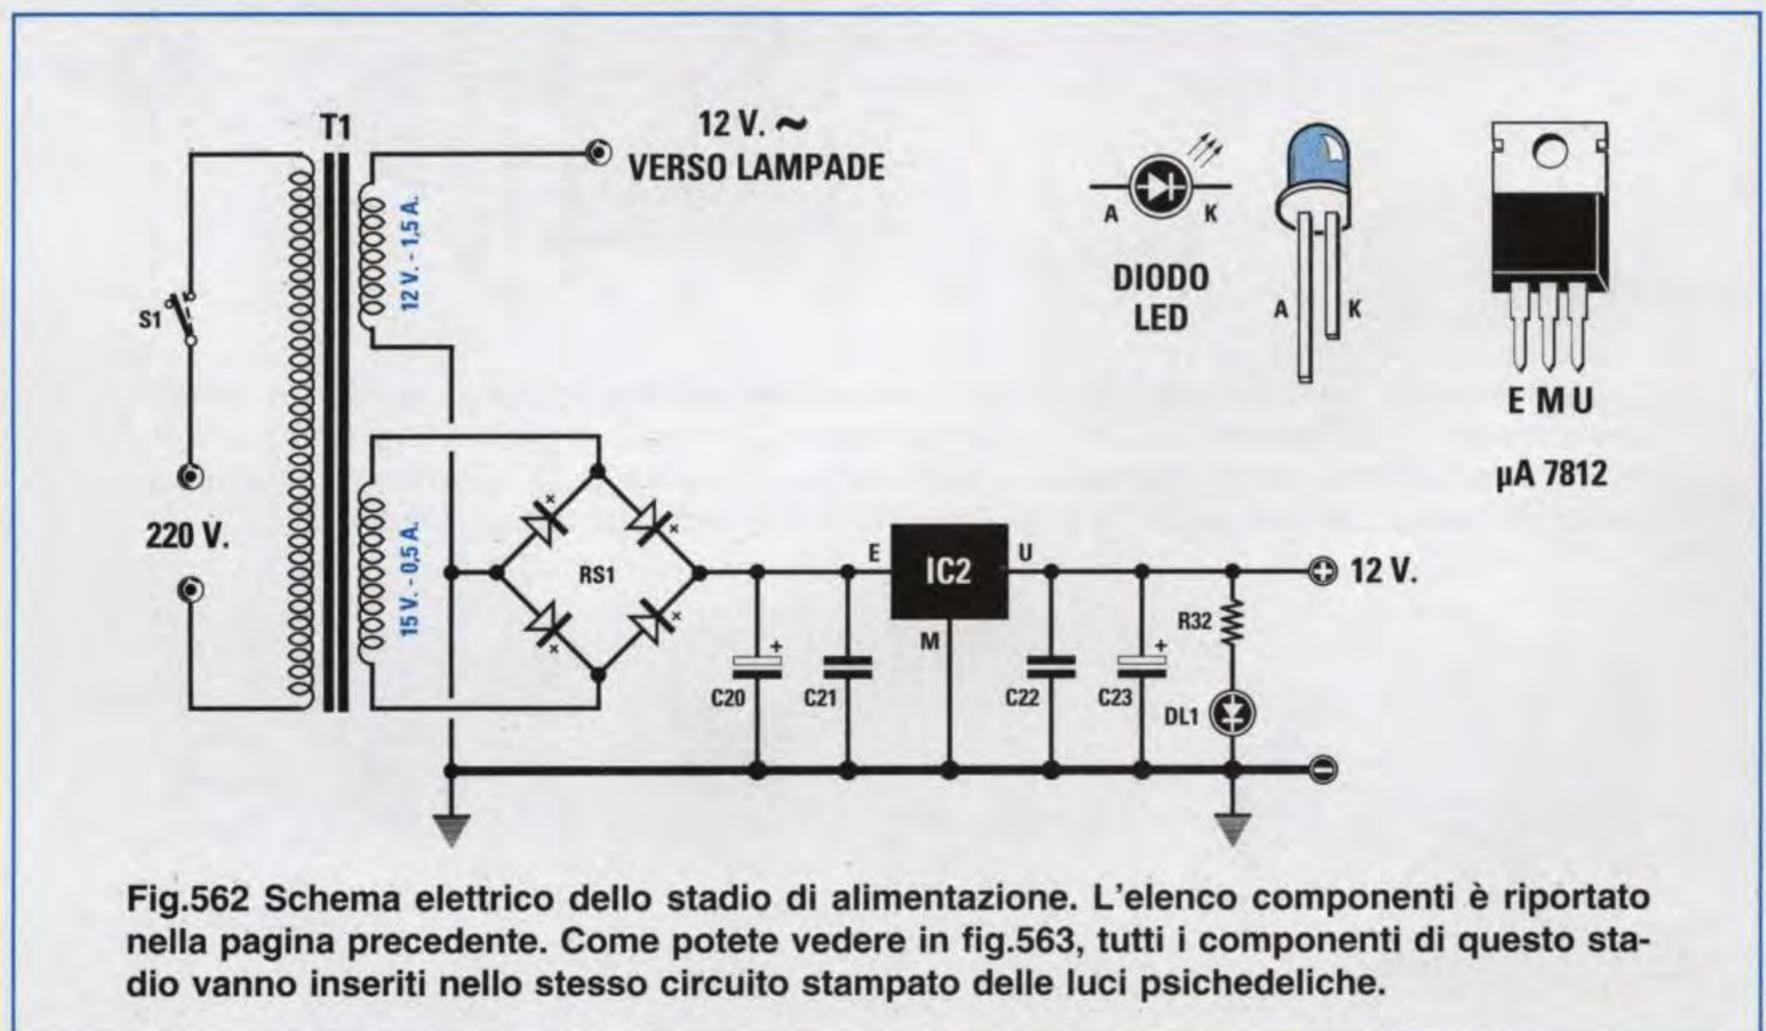 T1
12 V. ~
VERSO LAMPADE
12 V. - 1,5 A.
S1
220 V.
15 V. - 0,5 A.
RS1
E
IC2
U
M
12 V.
C20
+
C21
C22
C23
+
R32
DL1
A
K
DIODO
LED
A
K
E M U
µA 7812
Fig.562 Schema elettrico dello stadio di alimentazione. L'elenco componenti è riportato
nella pagina precedente. Come potete vedere in fig.563, tutti i componenti di questo sta-
dio vanno inseriti nello stesso circuito stampato delle luci psichedeliche.